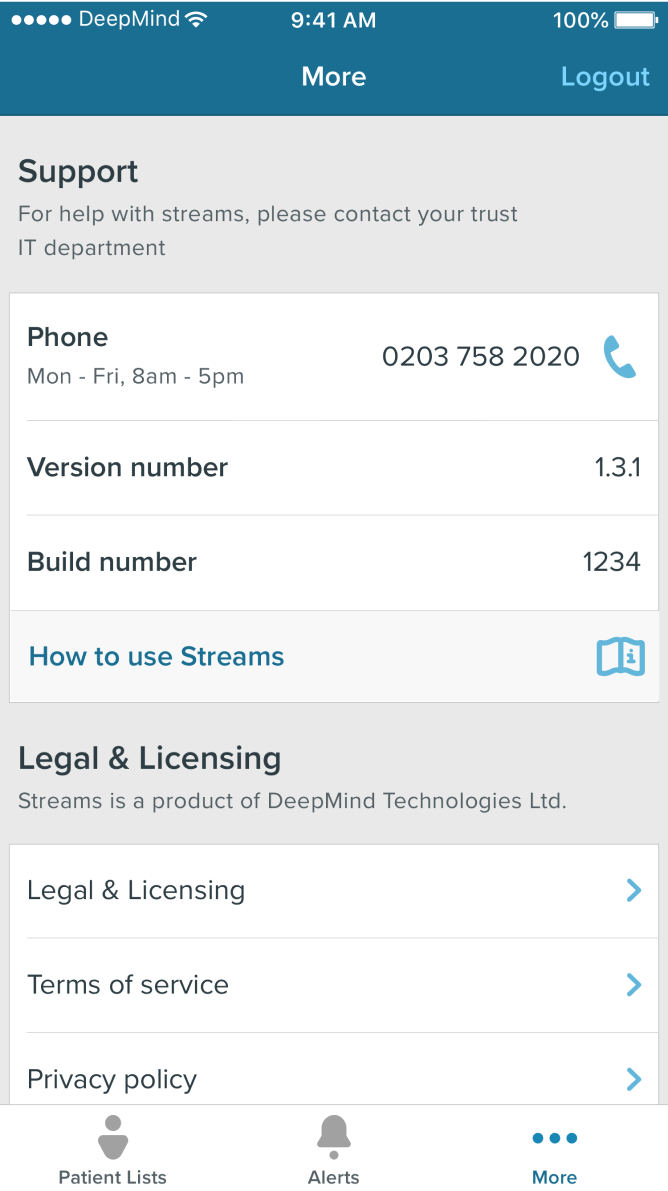 DeepMind 9:41 AM 100%
More Logout
Support
For help with streams, please contact your trust
IT department
Phone
Mon - Fri, 8am - 5pm
0203 758 2020
Version number 1.3.1
Build number 1234
How to use Streams
Legal & Licensing
Streams is a product of DeepMind Technologies Ltd.
Legal & Licensing
Terms of service
Privacy policy
Patient Lists Alerts More